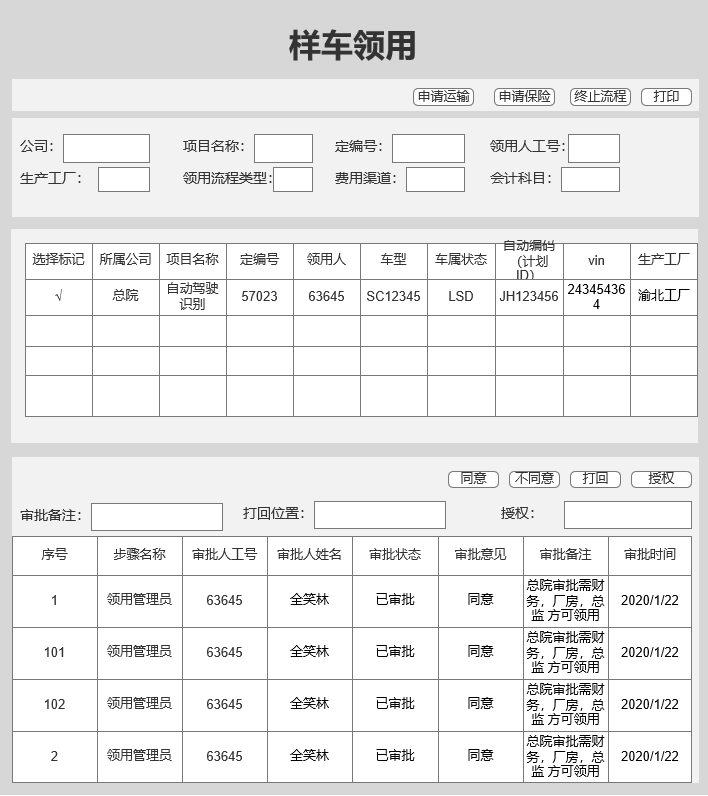 样车领用
申请运输 申请保险 终止流程 打印
公司： 项目名称： 定编号： 领用人工号：
生产工厂： 领用流程类型： 费用渠道： 会计科目：
选择标记 所属公司 项目名称 定编号 领用人 车型 车属状态 自动编码（计划ID） vin 生产工厂
√ 总院 自动驾驶识别 57023 63645 SC12345 LSD JH123456 243454364 渝北工厂
同意 不同意 打回 授权
审批备注： 打回位置： 授权：
序号 步骤名称 审批人工号 审批人姓名 审批状态 审批意见 审批备注 审批时间
1 领用管理员 63645 全笑林 已审批 同意 总院审批需财务，厂房，总监 方可领用 2020/1/22
101 领用管理员 63645 全笑林 已审批 同意 总院审批需财务，厂房，总监 方可领用 2020/1/22
102 领用管理员 63645 全笑林 已审批 同意 总院审批需财务，厂房，总监 方可领用 2020/1/22
2 领用管理员 63645 全笑林 已审批 同意 总院审批需财务，厂房，总监 方可领用 2020/1/22